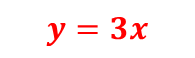 y = 3x